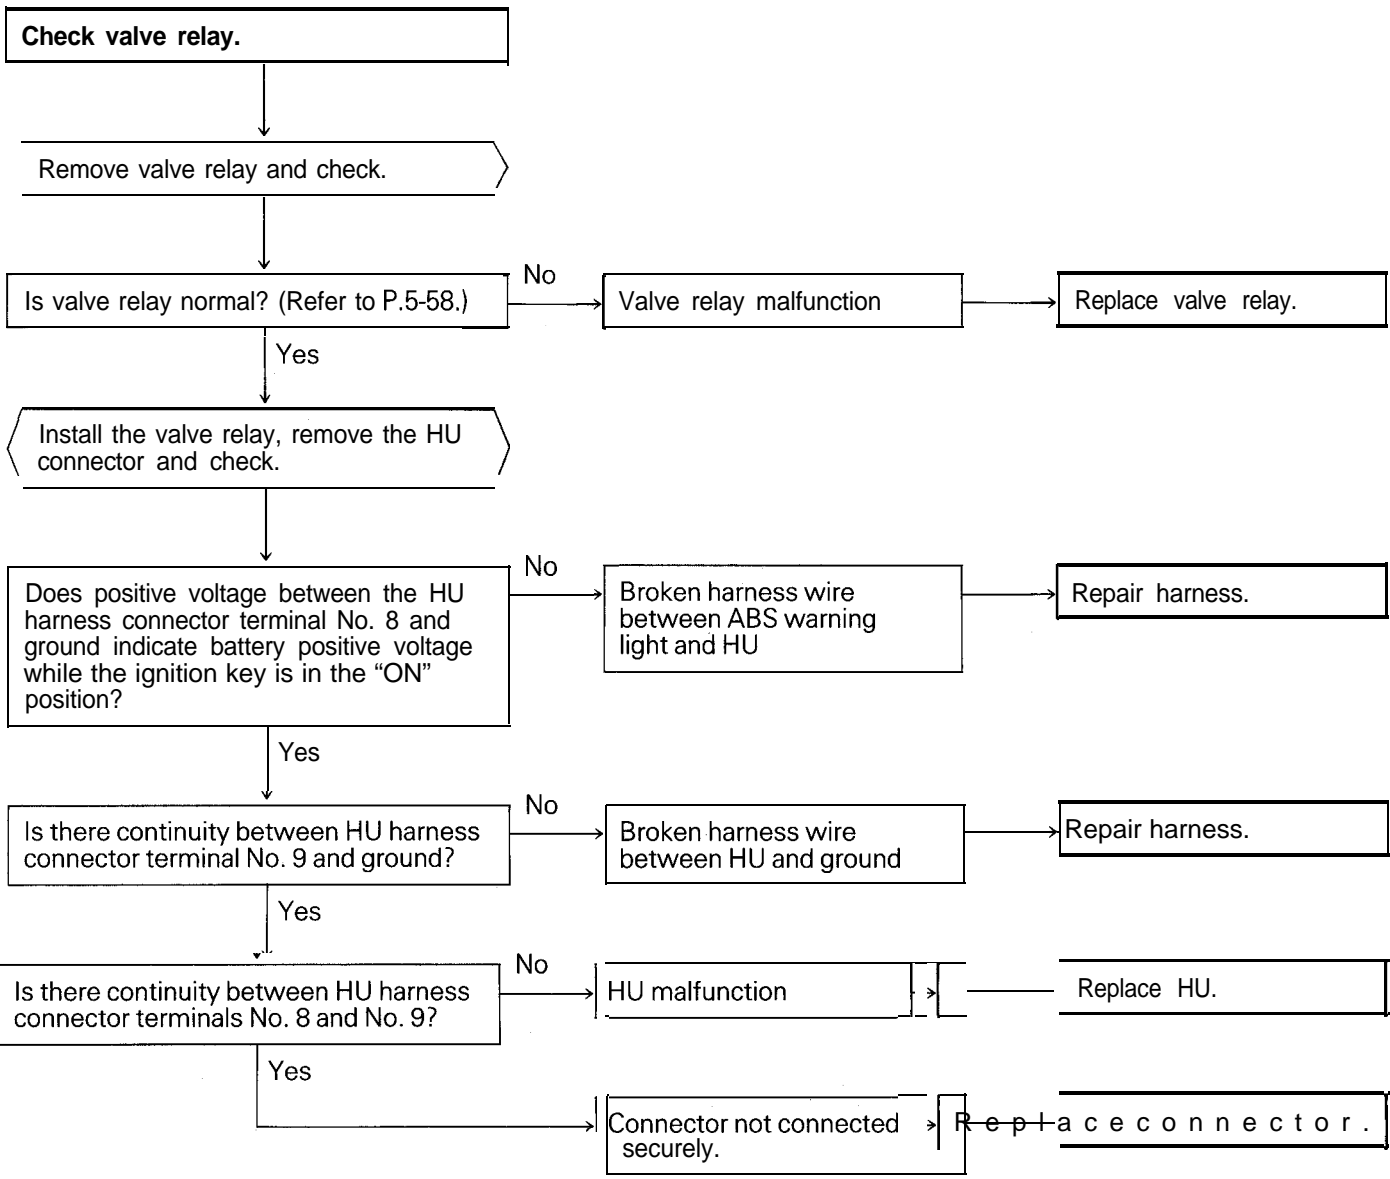 Check valve relay.
Remove valve relay and check.
Is valve relay normal? (Refer to P.5-58.)
No
Valve relay malfunction
Replace valve relay.
Yes
Install the valve relay, remove the HU
connector and check.
Does positive voltage between the HU
harness connector terminal No. 8 and
ground indicate battery positive voltage
while the ignition key is in the “ON”
position?
No
Broken harness wire
between ABS warning
light and HU
Repair harness.
Yes
Is there continuity between HU harness
connector terminal No. 9 and ground?
No
Broken harness wire
between HU and ground
Repair harness.
Yes
Is there continuity between HU harness
connector terminals No. 8 and No. 9?
No
HU malfunction
Replace HU.
Yes
Connector not connected
securely.
Replaceconnector.